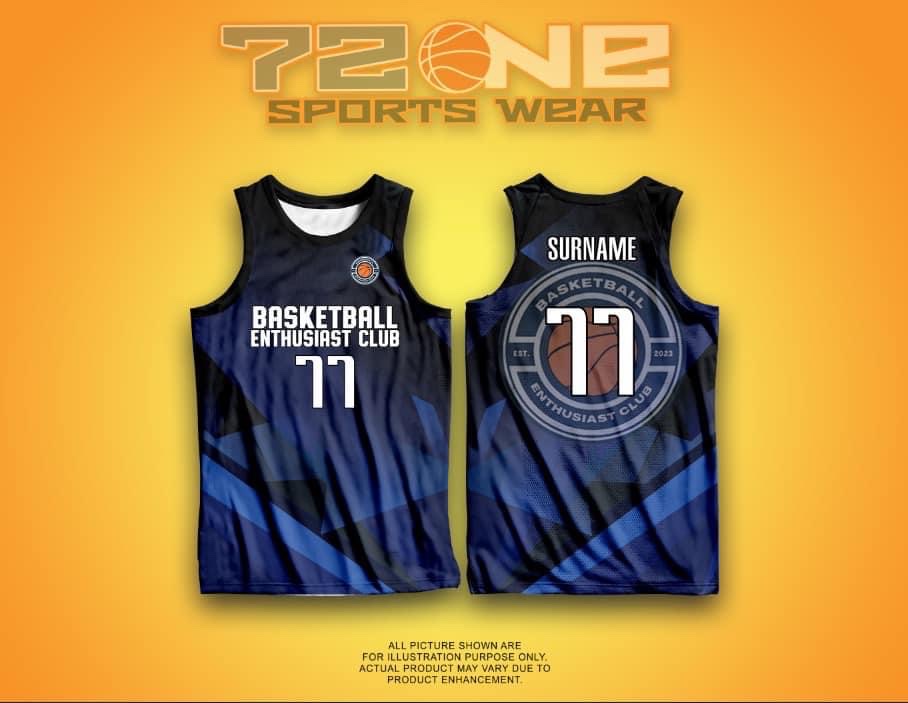 7ZONE
SPORTS WEAR
BASKETBALL
ENTHUSIAST CLUB
77
SURNAME
BASKETBALL
EST.
77
2023
ENTHUSIAST CLUB
ALL PICTURE SHOWN ARE
FOR ILLUSTRATION PURPOSE ONLY.
ACTUAL PRODUCT MAY VARY DUE TO
PRODUCT ENHANCEMENT.